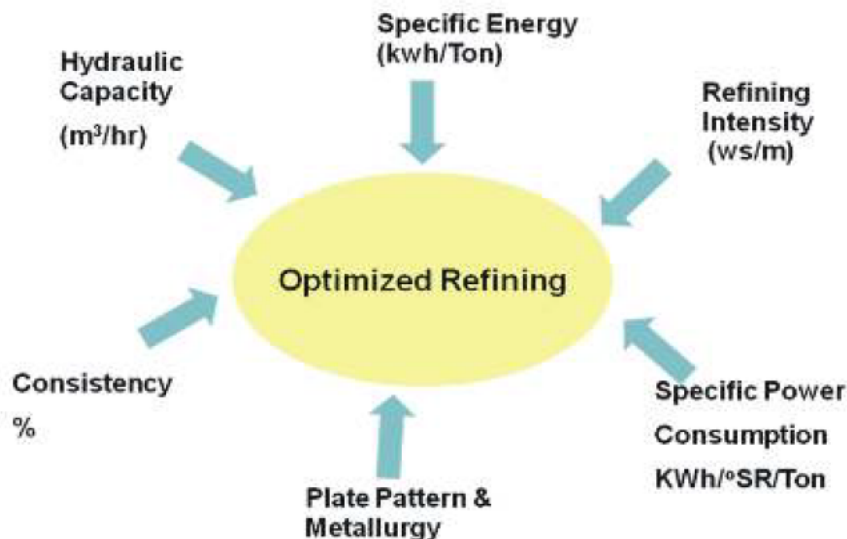 Specific Energy
(kwh/Ton)
Hydraulic
Capacity
(m³/hr)
Refining
Intensity
(ws/m)
Optimized Refining
Consistency
%
Specific Power
Consumption
KWh/ºSR/Ton
Plate Pattern &
Metallurgy